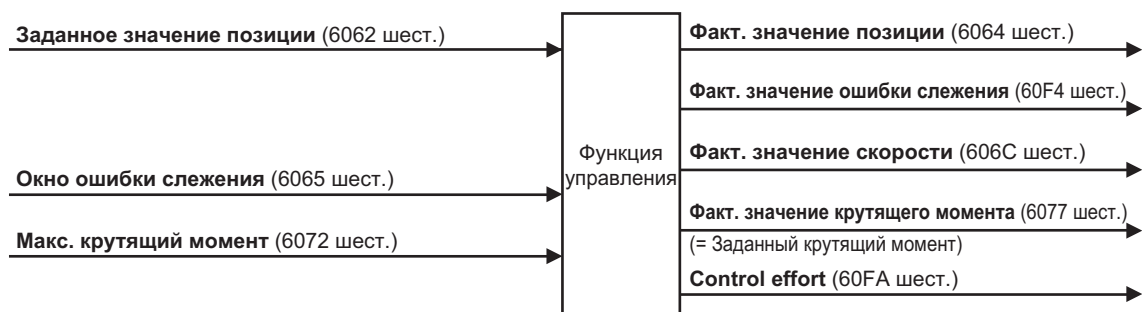 Заданное значение позиции (6062 шест.)
Окно ошибки слежения (6065 шест.)
Макс. крутящий момент (6072 шест.)
Функция
управления
Факт. значение позиции (6064 шест.)
Факт. значение ошибки слежения (60F4 шест.)
Факт. значение скорости (606C шест.)
Факт. значение крутящего момента (6077 шест.)
(= Заданный крутящий момент)
Control effort (60FA шест.)